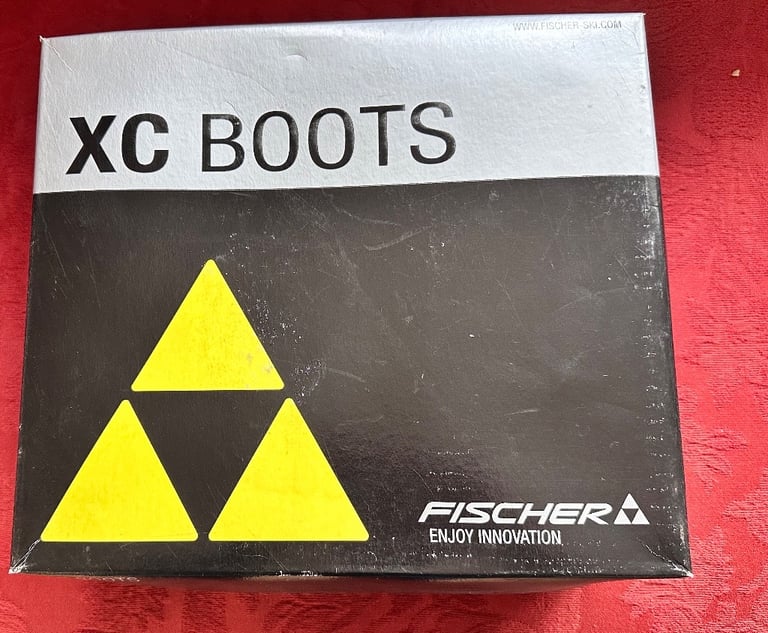 WWW.FISCHER-SKI.COM
XC BOOTS
FISCHER
ENJOY INNOVATION